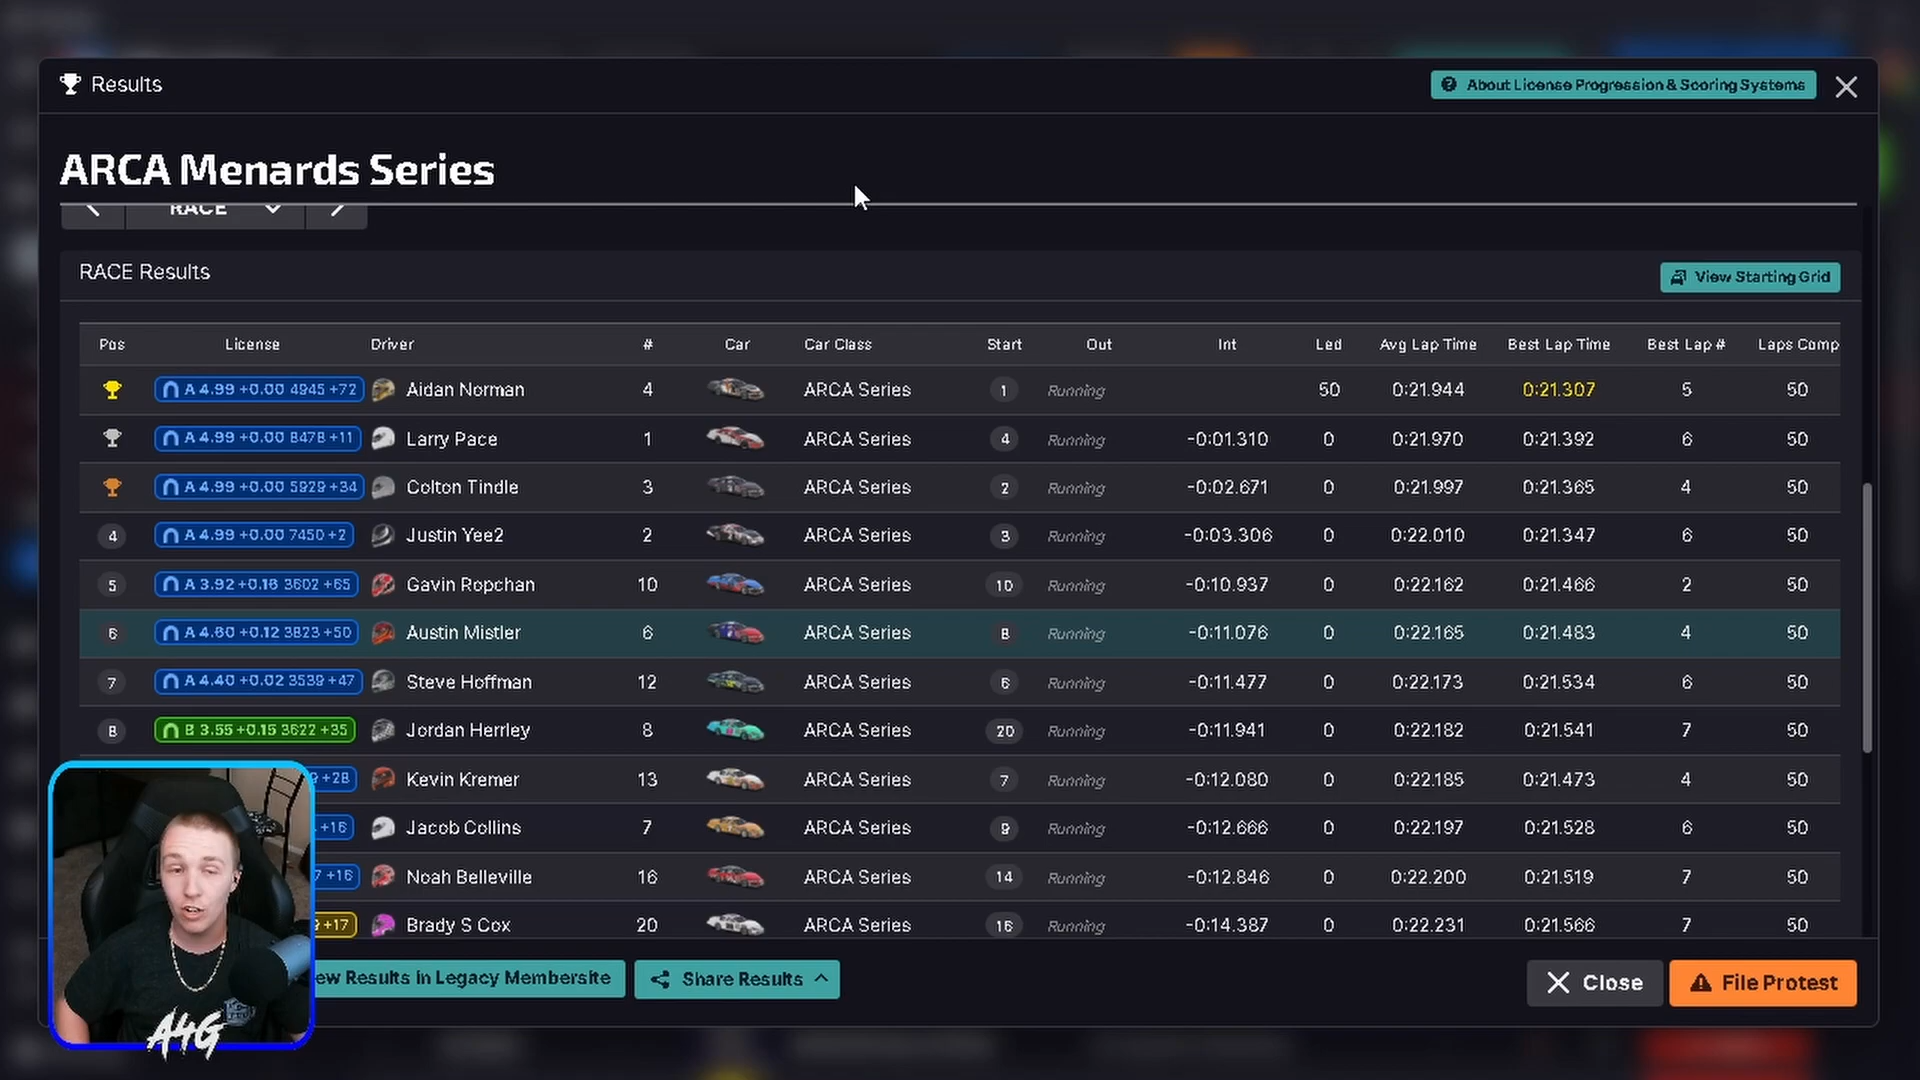 Results
About License Progression & Scoring Systems
ARCA Menards Series
RACE
RACE Results
View Starting Grid
Pos License Driver # Car Car Class Start Out Int Led Avg Lap Time Best Lap Time Best Lap # Laps Comp
A 4.99 +0.00 4945 +72 Aidan Norman 4 ARCA Series 1 Running 50 0:21.944 0:21.307 5 50
A 4.99 +0.00 8478 +11 Larry Pace 1 ARCA Series 4 Running -0:01.310 0 0:21.970 0:21.392 6 50
A 4.99 +0.00 5929 +34 Colton Tindle 3 ARCA Series 2 Running -0:02.671 0 0:21.997 0:21.365 4 50
4 A 4.99 +0.00 7450 +2 Justin Yee2 2 ARCA Series 3 Running -0:03.306 0 0:22.010 0:21.347 6 50
5 A 3.92 +0.16 3602 +65 Gavin Ropchan 10 ARCA Series 10 Running -0:10.937 0 0:22.162 0:21.466 2 50
6 A 4.60 +0.12 3823 +50 Austin Mistler 6 ARCA Series 8 Running -0:11.076 0 0:22.165 0:21.483 4 50
7 A 4.40 +0.02 3539 +47 Steve Hoffman 12 ARCA Series 6 Running -0:11.477 0 0:22.173 0:21.534 6 50
8 B 3.55 +0.15 3622 +35 Jordan Herrley 8 ARCA Series 20 Running -0:11.941 0 0:22.182 0:21.541 7 50
+28 Kevin Kremer 13 ARCA Series 7 Running -0:12.080 0 0:22.185 0:21.473 4 50
+16 Jacob Collins 7 ARCA Series 9 Running -0:12.666 0 0:22.197 0:21.528 6 50
+16 Noah Belleville 16 ARCA Series 14 Running -0:12.846 0 0:22.200 0:21.519 7 50
+17 Brady S Cox 20 ARCA Series 16 Running -0:14.387 0 0:22.231 0:21.566 7 50
ew Results in Legacy Membersite
Share Results
Close
File Protest
A4G